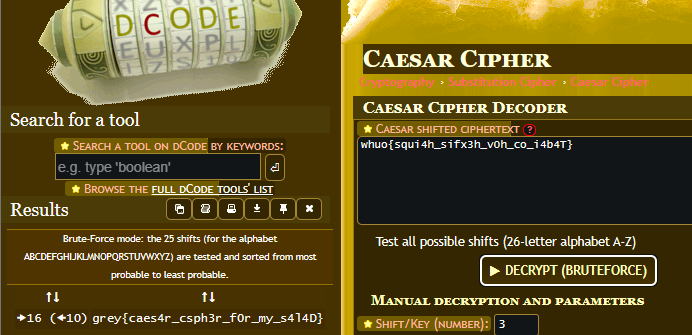 DCODE
Search for a tool
★ SEARCH A TOOL ON DCODE BY KEYWORDS:
e.g. type 'boolean'
★ BROWSE THE FULL DCODE TOOLS' LIST
Results
Brute-Force mode: the 25 shifts (for the alphabet
ABCDEFGHIJKLMNOPQRSTUVWXYZ) are tested and sorted from most
probable to least probable.
↑↓ ↑↓
➔16 (🠔10) grey{caes4r_csph3r_f0r_my_s4l4D}
CAESAR CIPHER
Cryptography › Substitution Cipher › Caesar Cipher
CAESAR CIPHER DECODER
★ CAESAR SHIFTED CIPHERTEXT ?
whuo{squi4h_sifx3h_v0h_co_i4b4T}
Test all possible shifts (26-letter alphabet A-Z)
▶ DECRYPT (BRUTEFORCE)
MANUAL DECRYPTION AND PARAMETERS
★ SHIFT/KEY (NUMBER): 3